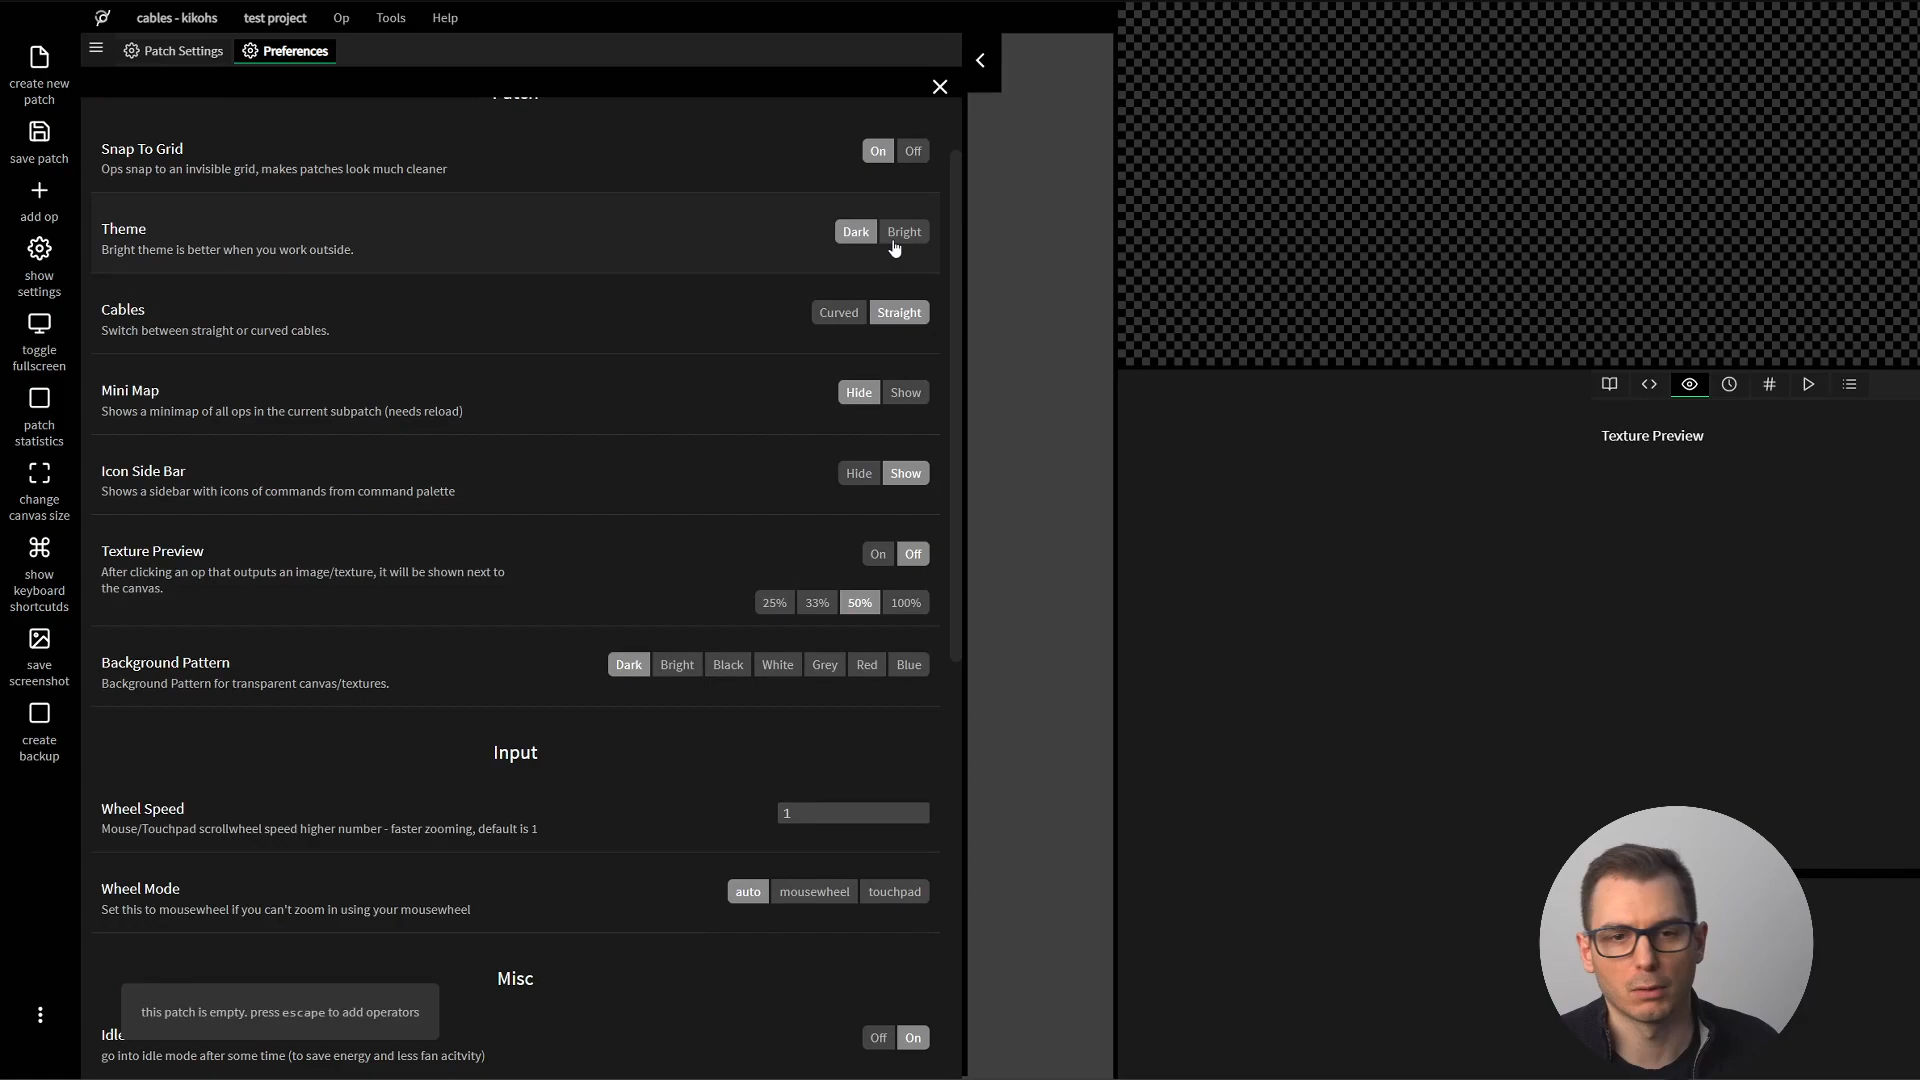 cables - kikohs test project Op Tools Help
Patch Settings Preferences
create new
patch
save patch
add op
show
settings
toggle
fullscreen
patch
statistics
change
canvas size
show
keyboard
shortcutds
save
screenshot
create
backup
Patch
Snap To Grid
Ops snap to an invisible grid, makes patches look much cleaner
On Off
Theme
Bright theme is better when you work outside.
Dark Bright
Cables
Switch between straight or curved cables.
Curved Straight
Mini Map
Shows a minimap of all ops in the current subpatch (needs reload)
Hide Show
Icon Side Bar
Shows a sidebar with icons of commands from command palette
Hide Show
Texture Preview
After clicking an op that outputs an image/texture, it will be shown next to
the canvas.
On Off
25% 33% 50% 100%
Background Pattern
Background Pattern for transparent canvas/textures.
Dark Bright Black White Grey Red Blue
Input
Wheel Speed
Mouse/Touchpad scrollwheel speed higher number - faster zooming, default is 1
1
Wheel Mode
Set this to mousewheel if you can't zoom in using your mousewheel
auto mousewheel touchpad
Misc
this patch is empty. press escape to add operators
Idle
go into idle mode after some time (to save energy and less fan acitvity)
Off On
Texture Preview